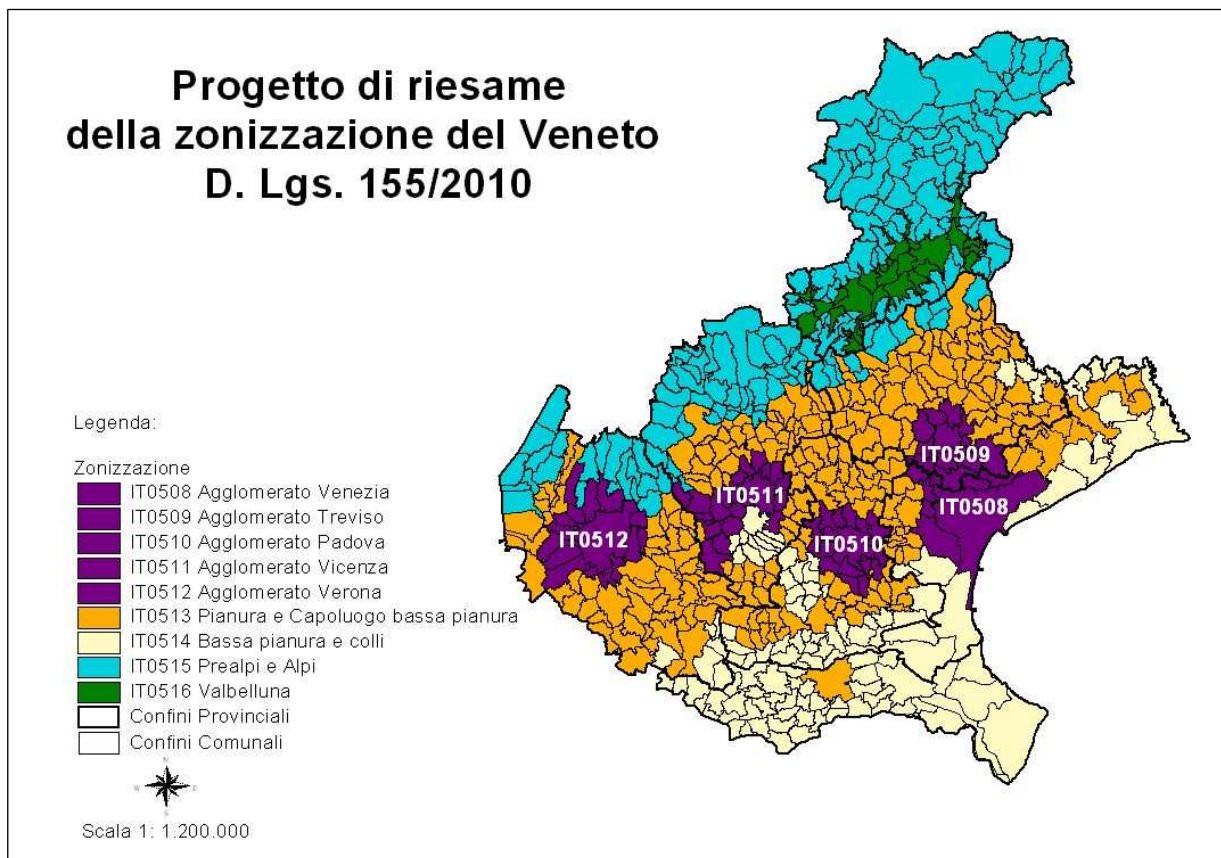 Progetto di riesame
della zonizzazione del Veneto
D. Lgs. 155/2010
IT0509
IT0511
IT0508
IT0512
IT0510
Legenda:
Zonizzazione
IT0508 Agglomerato Venezia
IT0509 Agglomerato Treviso
IT0510 Agglomerato Padova
IT0511 Agglomerato Vicenza
IT0512 Agglomerato Verona
IT0513 Pianura e Capoluogo bassa pianura
IT0514 Bassa pianura e colli
IT0515 Prealpi e Alpi
IT0516 Valbelluna
Confini Provinciali
Confini Comunali
N
W E
S
Scala 1: 1.200.000